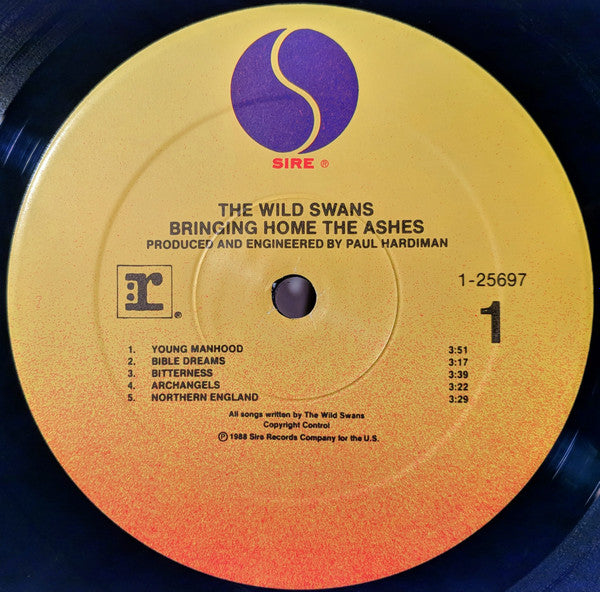 SIRE ®
THE WILD SWANS
BRINGING HOME THE ASHES
PRODUCED AND ENGINEERED BY PAUL HARDIMAN
r ®
1-25697
1
1. YOUNG MANHOOD 3:51
2. BIBLE DREAMS 3:17
3. BITTERNESS 3:39
4. ARCHANGELS 3:22
5. NORTHERN ENGLAND 3:29
All songs written by The Wild Swans
Copyright Control
℗ 1988 Sire Records Company for the U.S.